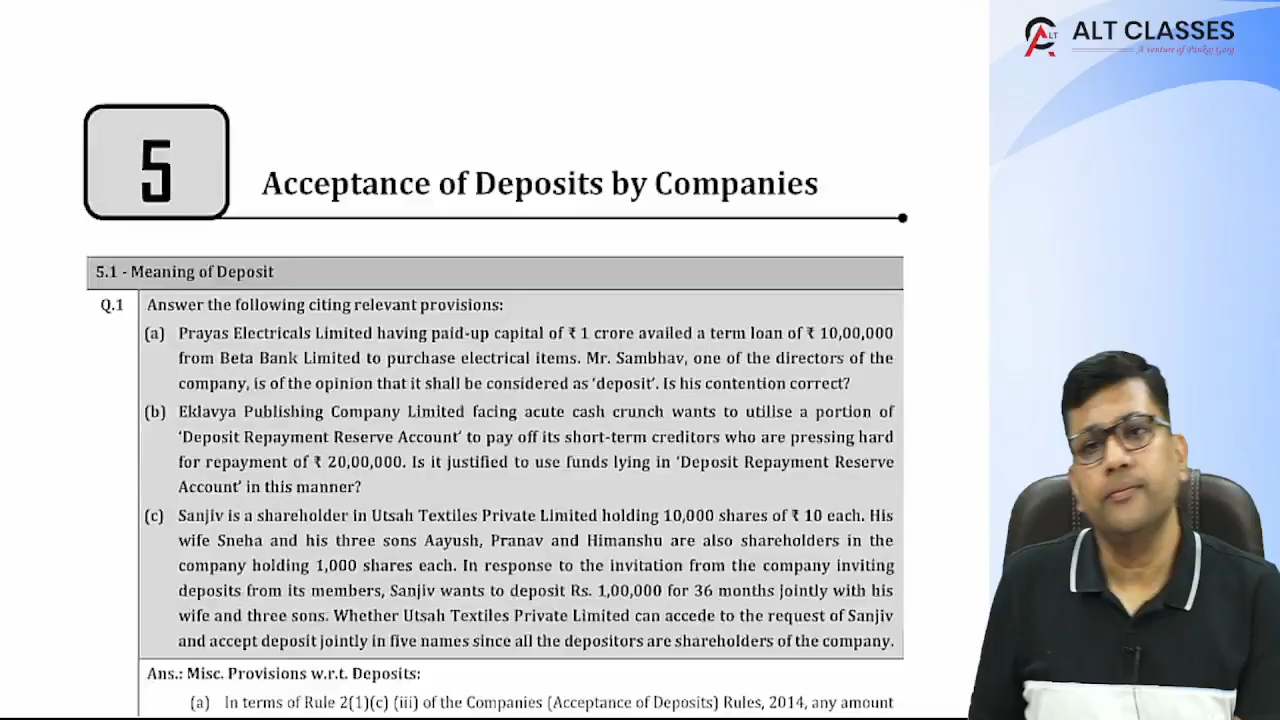 ALT CLASSES
A venture of Pankaj Garg
5
Acceptance of Deposits by Companies
5.1 - Meaning of Deposit
Q.1 Answer the following citing relevant provisions:
(a) Prayas Electricals Limited having paid-up capital of ₹ 1 crore availed a term loan of ₹ 10,00,000
from Beta Bank Limited to purchase electrical items. Mr. Sambhav, one of the directors of the
company, is of the opinion that it shall be considered as 'deposit'. Is his contention correct?
(b) Eklavya Publishing Company Limited facing acute cash crunch wants to utilise a portion of
'Deposit Repayment Reserve Account' to pay off its short-term creditors who are pressing hard
for repayment of ₹ 20,00,000. Is it justified to use funds lying in 'Deposit Repayment Reserve
Account' in this manner?
(c) Sanjiv is a shareholder in Utsah Textiles Private Limited holding 10,000 shares of ₹ 10 each. His
wife Sneha and his three sons Aayush, Pranav and Himanshu are also shareholders in the
company holding 1,000 shares each. In response to the invitation from the company inviting
deposits from its members, Sanjiv wants to deposit Rs. 1,00,000 for 36 months jointly with his
wife and three sons. Whether Utsah Textiles Private Limited can accede to the request of Sanjiv
and accept deposit jointly in five names since all the depositors are shareholders of the company.
Ans.: Misc. Provisions w.r.t. Deposits:
(a) In terms of Rule 2(1)(c) (iii) of the Companies (Acceptance of Deposits) Rules, 2014, any amount